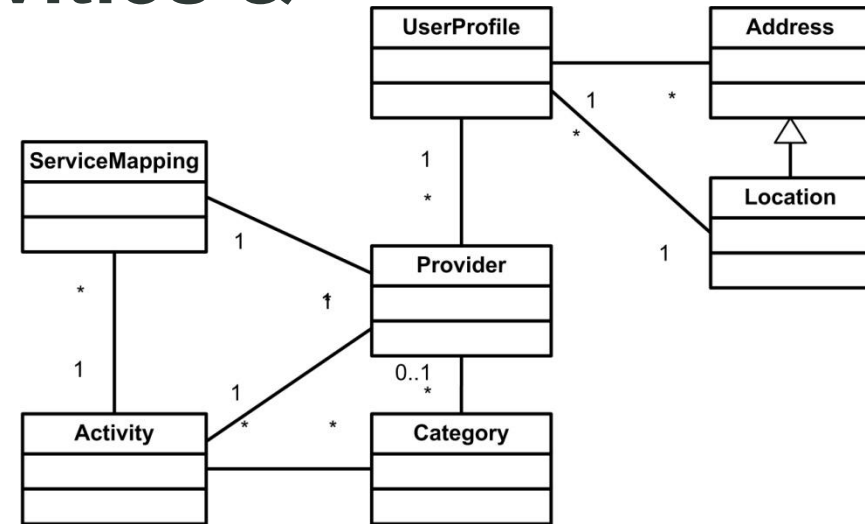 UserProfile
Address
1
*
*
ServiceMapping
1
Location
*
1
1
Provider
*
1
0..1
1
1
*
*
*
Activity
Category